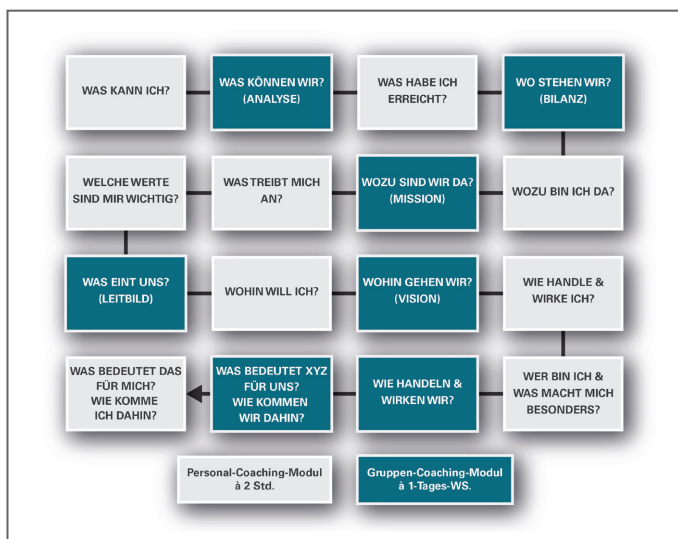 WAS KANN ICH?
WAS KÖNNEN WIR?
(ANALYSE)
WAS HABE ICH
ERREICHT?
WO STEHEN WIR?
(BILANZ)
WELCHE WERTE
SIND MIR WICHTIG?
WAS TREIBT MICH
AN?
WOZU SIND WIR DA?
(MISSION)
WOZU BIN ICH DA?
WAS EINT UNS?
(LEITBILD)
WOHIN WILL ICH?
WOHIN GEHEN WIR?
(VISION)
WIE HANDLE &
WIRKE ICH?
WAS BEDEUTET DAS
FÜR MICH?
WIE KOMME
ICH DAHIN?
WAS BEDEUTET XYZ
FÜR UNS?
WIE KOMMEN
WIR DAHIN?
WIE HANDELN &
WIRKEN WIR?
WER BIN ICH &
WAS MACHT MICH
BESONDERS?
Personal-Coaching-Modul
à 2 Std.
Gruppen-Coaching-Modul
à 1-Tages-WS.